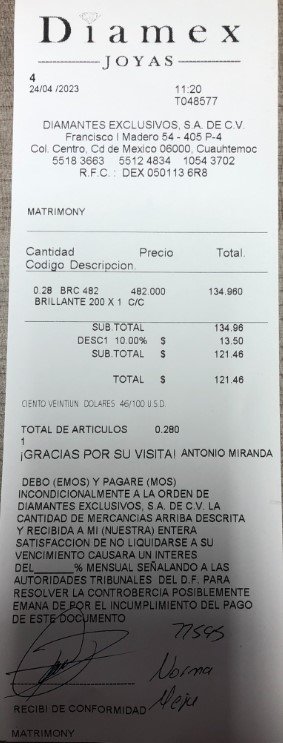 Diamex
JOYAS
4
24/04 /2023 11:20
T048577
DIAMANTES EXCLUSIVOS, S.A. DE C.V.
Francisco I Madero 54 - 405 P-4
Col. Centro, Cd de Mexico 06000, Cuauhtemoc
5518 3663 5512 4834 1054 3702
R.F.C. : DEX 050113 6R8
MATRIMONY
Cantidad Precio Total.
Codigo Descripcion.
0.28 BRC 482 482.000 134.960
BRILLANTE 200 X 1 C/C
SUB.TOTAL 134.96
DESC1 10.00% $ 13.50
SUB.TOTAL $ 121.46
TOTAL $ 121.46
CIENTO VEINTIUN DOLARES 46/100 U.S.D.
TOTAL DE ARTICULOS 0.280
1
¡GRACIAS POR SU VISITA! ANTONIO MIRANDA
DEBO (EMOS) Y PAGARE (MOS)
INCONDICIONALMENTE A LA ORDEN DE
DIAMANTES EXCLUSIVOS, S.A. DE C.V. LA
CANTIDAD DE MERCANCIAS ARRIBA DESCRITA
Y RECIBIDA A MI (NUESTRA) ENTERA
SATISFACCION DE NO LIQUIDARSE A SU
VENCIMIENTO CAUSARA UN INTERES
DEL______% MENSUAL SEÑALANDO A LAS
AUTORIDADES TRIBUNALES DEL D.F. PARA
RESOLVER LA CONTROBERCIA POSIBLEMENTE
EMANA DE POR EL INCUMPLIMIENTO DEL PAGO
DE ESTE DOCUMENTO
Norma
RECIBI DE CONFORMIDAD
MATRIMONY